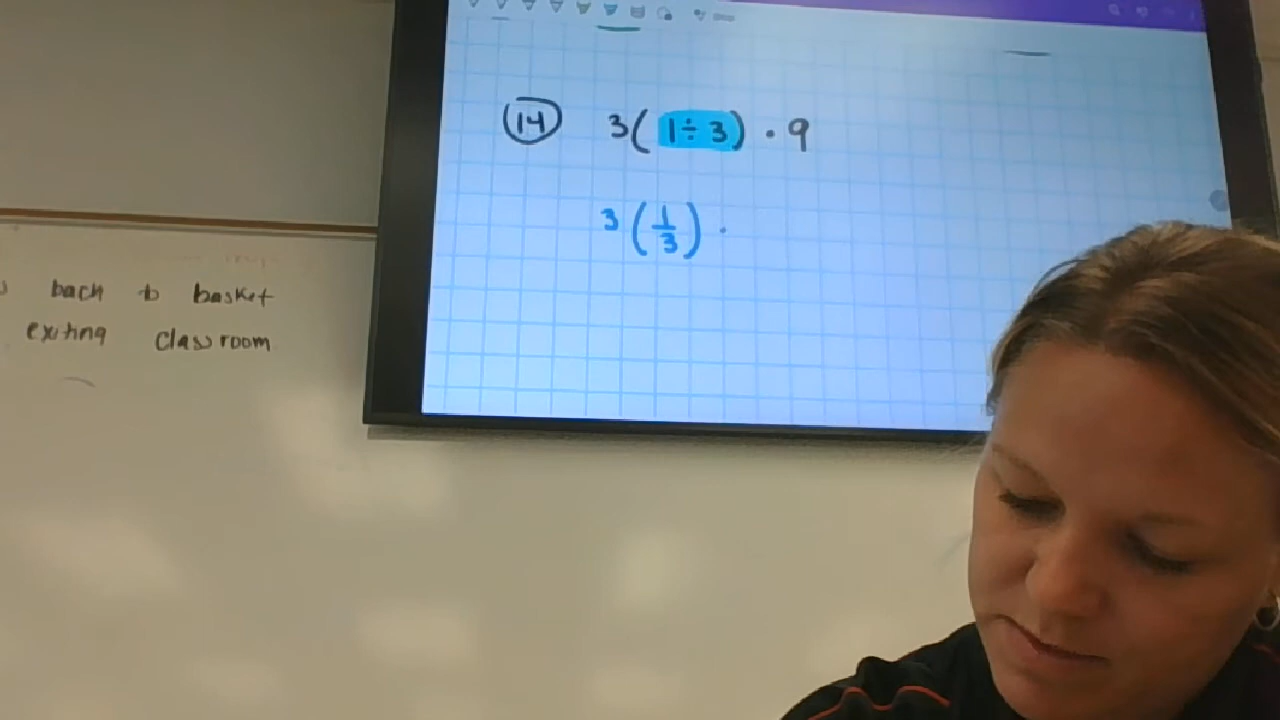 14 3(1÷3)·9
3(1/3)·
back to basket
exiting classroom